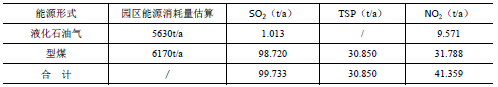 能源形式 园区能源消耗量估算 SO₂（t/a） TSP（t/a） NO₂（t/a）
液化石油气 5630t/a 1.013 / 9.571
型煤 6170t/a 98.720 30.850 31.788
合 计 / 99.733 30.850 41.359